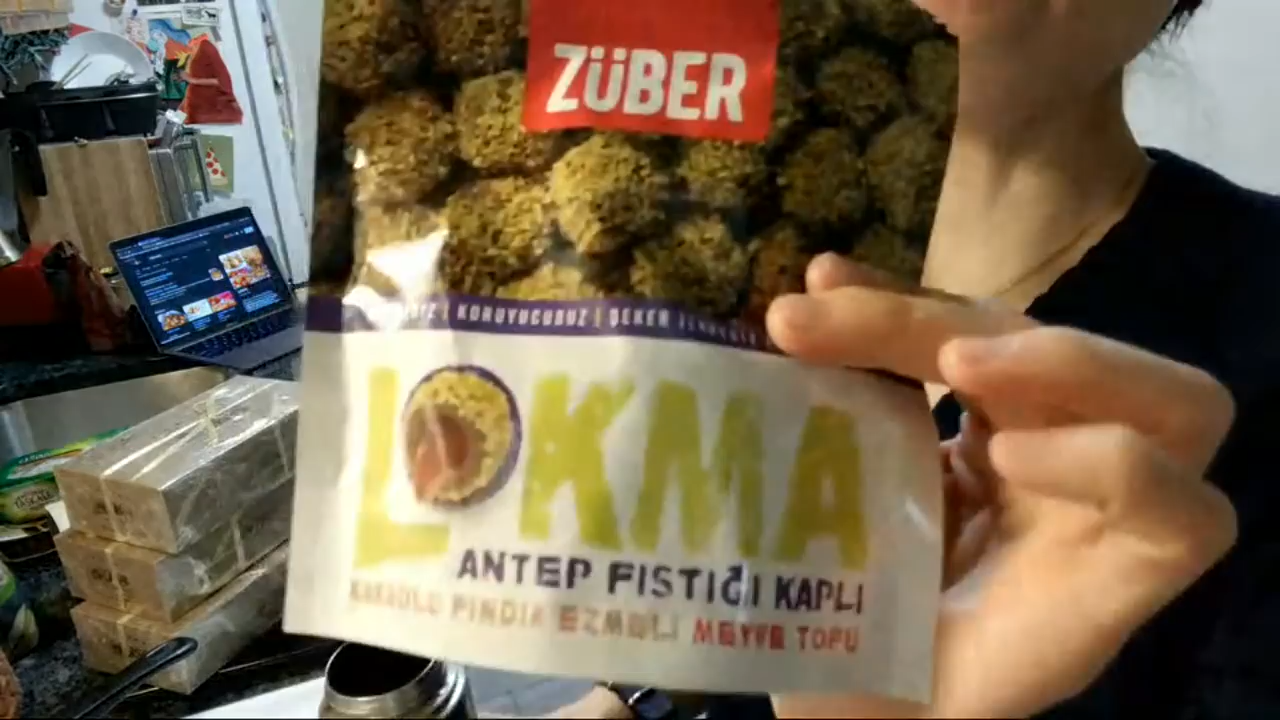 ZÜBER
KORUYUCUSUZ | ŞEKER
LOKMA
ANTEP FISTIĞI KAPLI
KAKAOLU FINDIK EZMELİ MEYVE TOPU